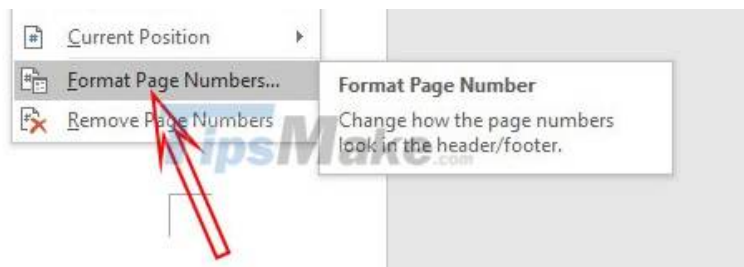 Current Position
Format Page Numbers...
Format Page Number
Remove Page Numbers
Change how the page numbers
look in the header/footer.
TipsMake.com